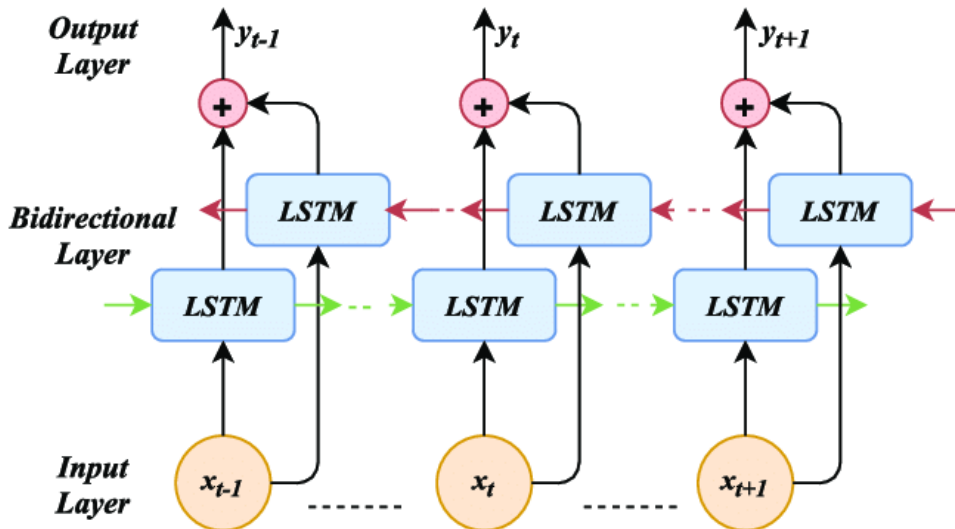 Output
Layer
y_{t-1}
y_t
y_{t+1}
+
+
+
Bidirectional
Layer
LSTM
LSTM
LSTM
LSTM
LSTM
LSTM
Input
Layer
x_{t-1}
x_t
x_{t+1}